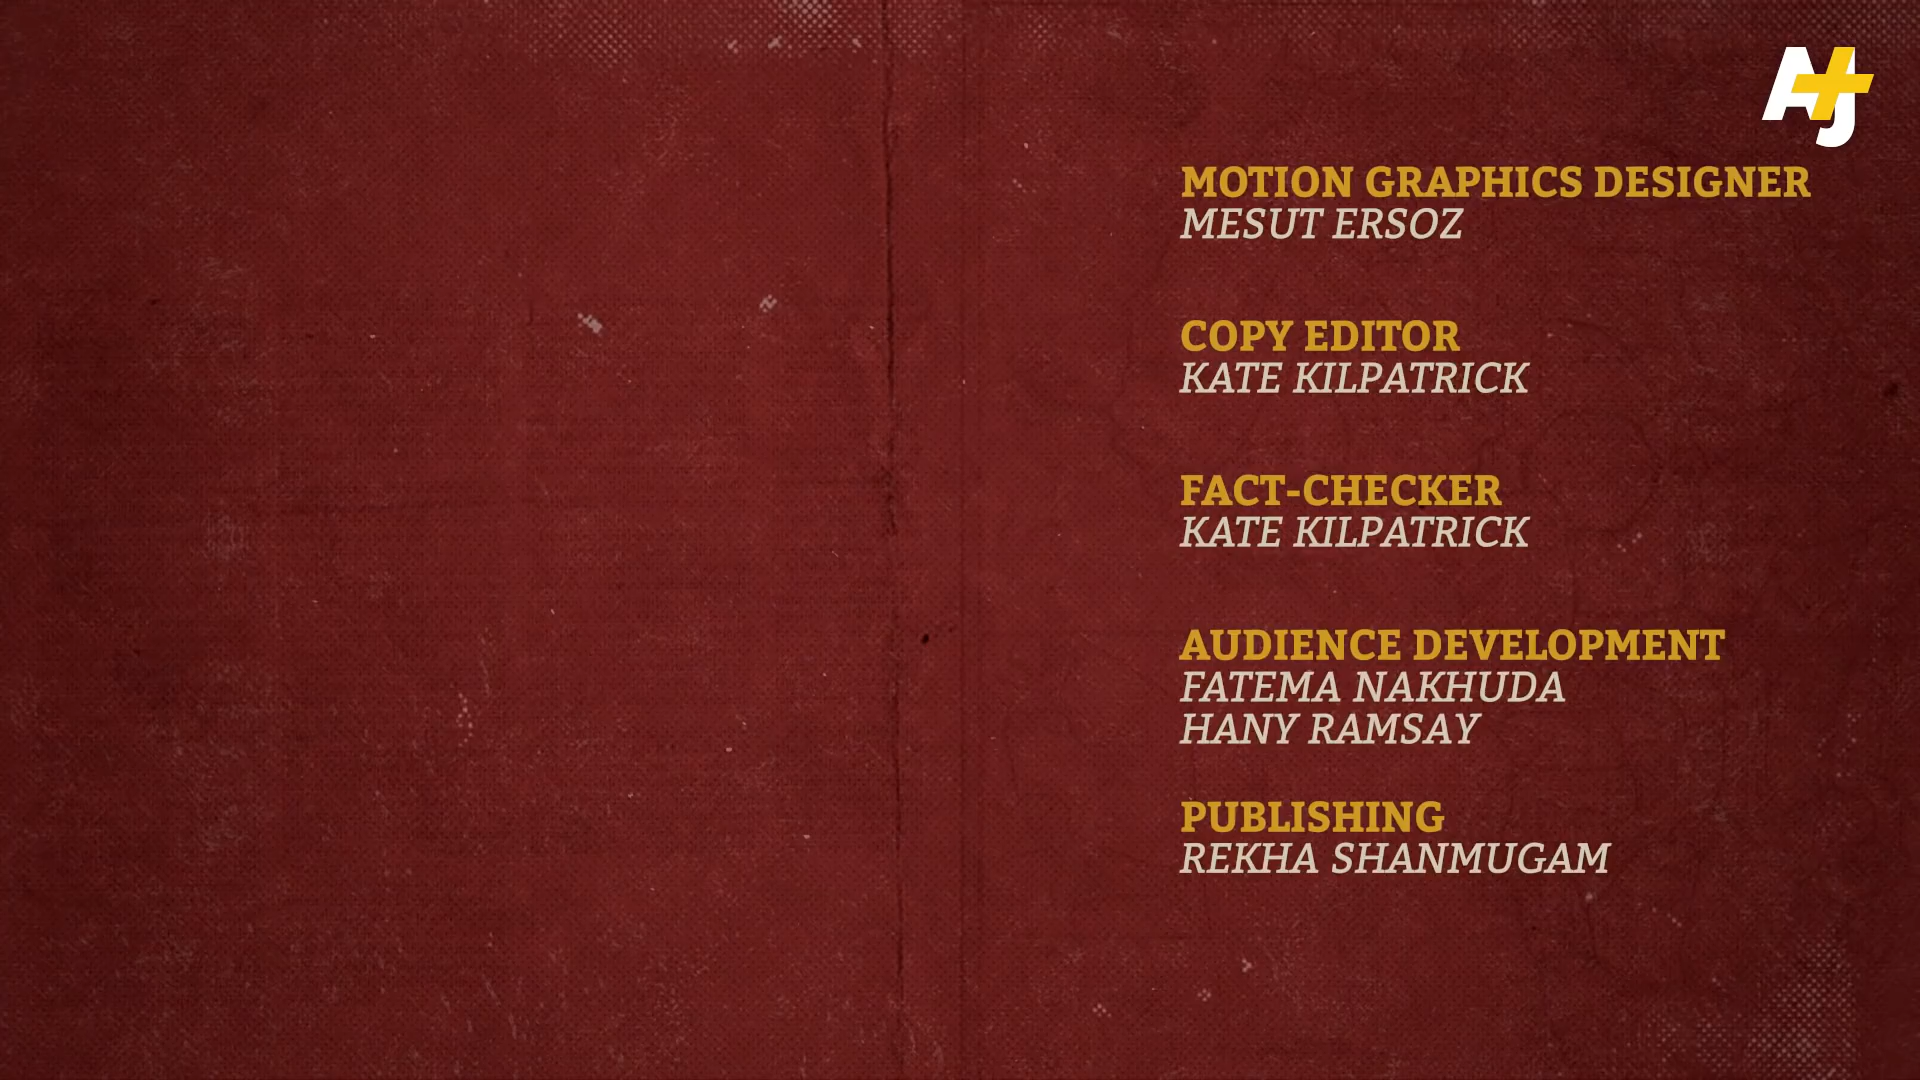 AJ+
MOTION GRAPHICS DESIGNER
MESUT ERSOZ
COPY EDITOR
KATE KILPATRICK
FACT-CHECKER
KATE KILPATRICK
AUDIENCE DEVELOPMENT
FATEMA NAKHUDA
HANY RAMSAY
PUBLISHING
REKHA SHANMUGAM